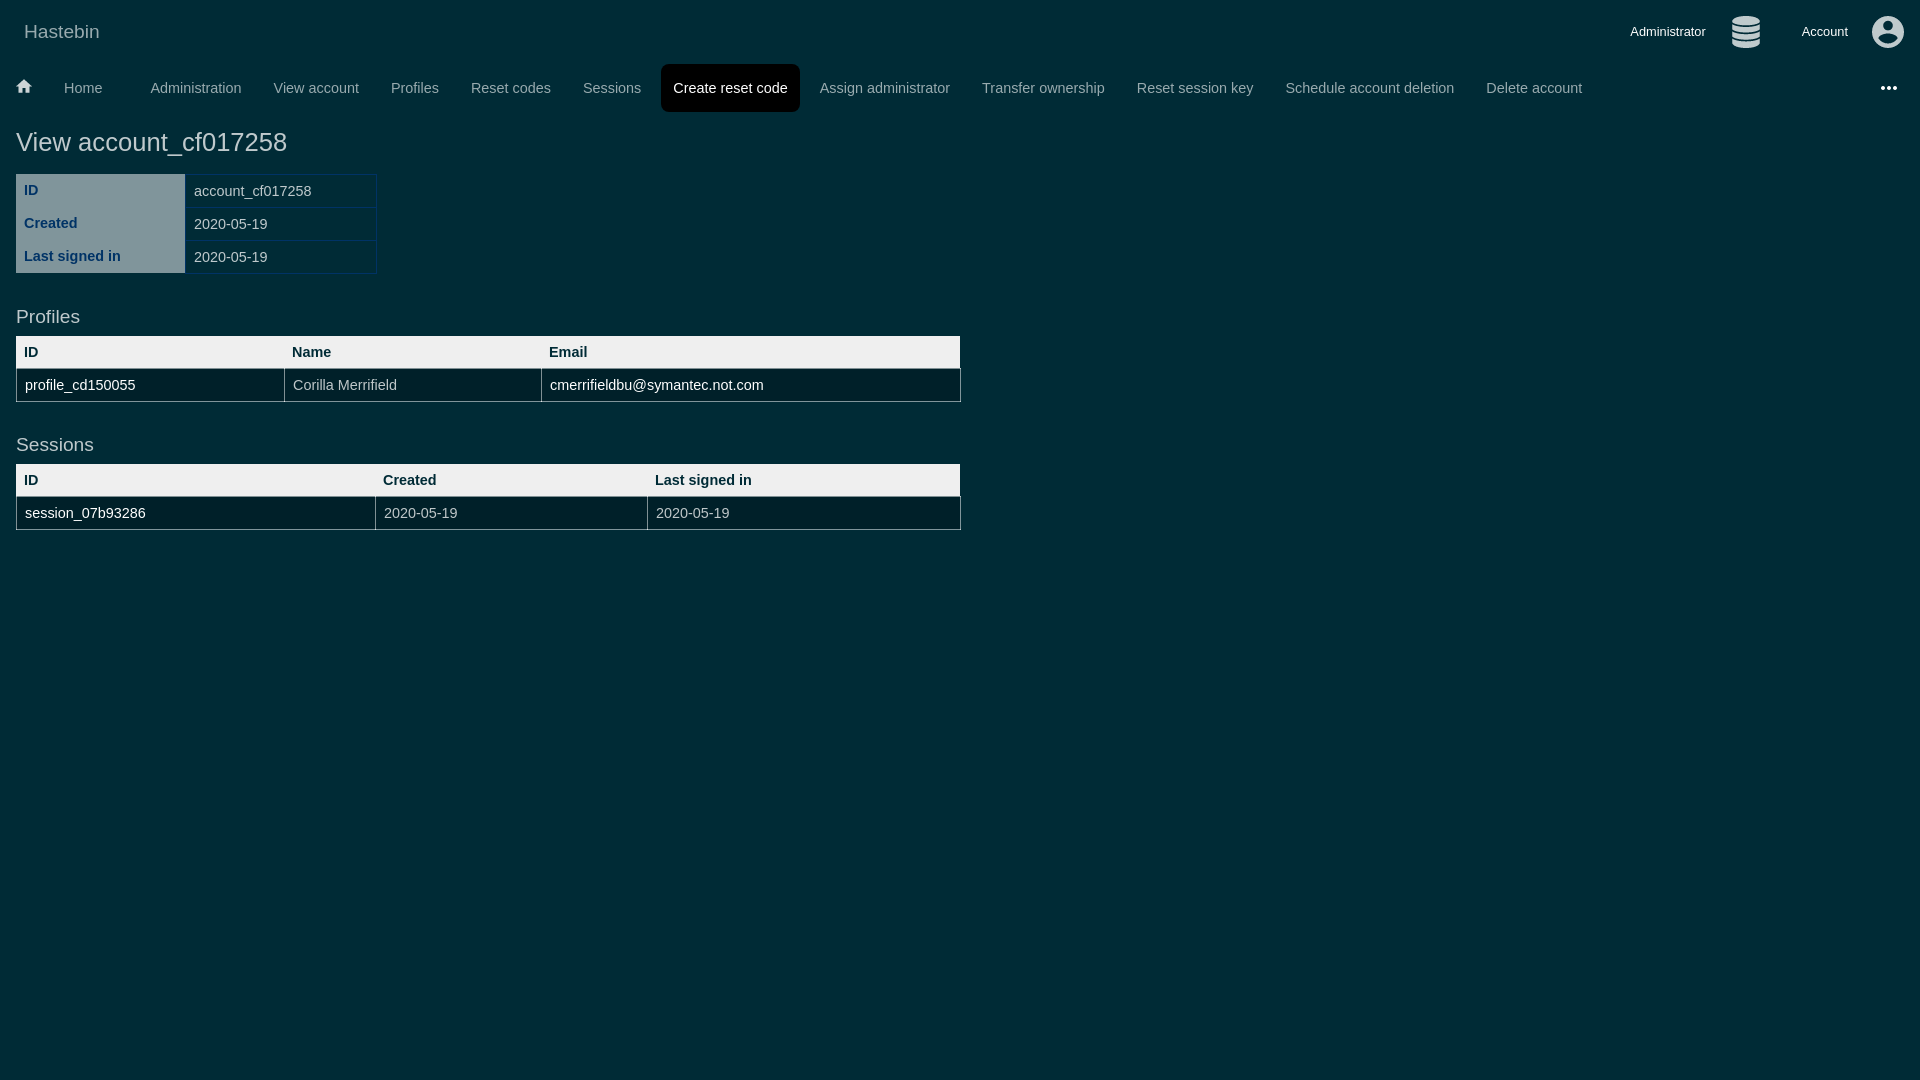 Hastebin
Administrator
Account
Home
Administration
View account
Profiles
Reset codes
Sessions
Create reset code
Assign administrator
Transfer ownership
Reset session key
Schedule account deletion
Delete account
View account_cf017258
ID account_cf017258
Created 2020-05-19
Last signed in 2020-05-19
Profiles
ID Name Email
profile_cd150055 Corilla Merrifield cmerrifieldbu@symantec.not.com
Sessions
ID Created Last signed in
session_07b93286 2020-05-19 2020-05-19